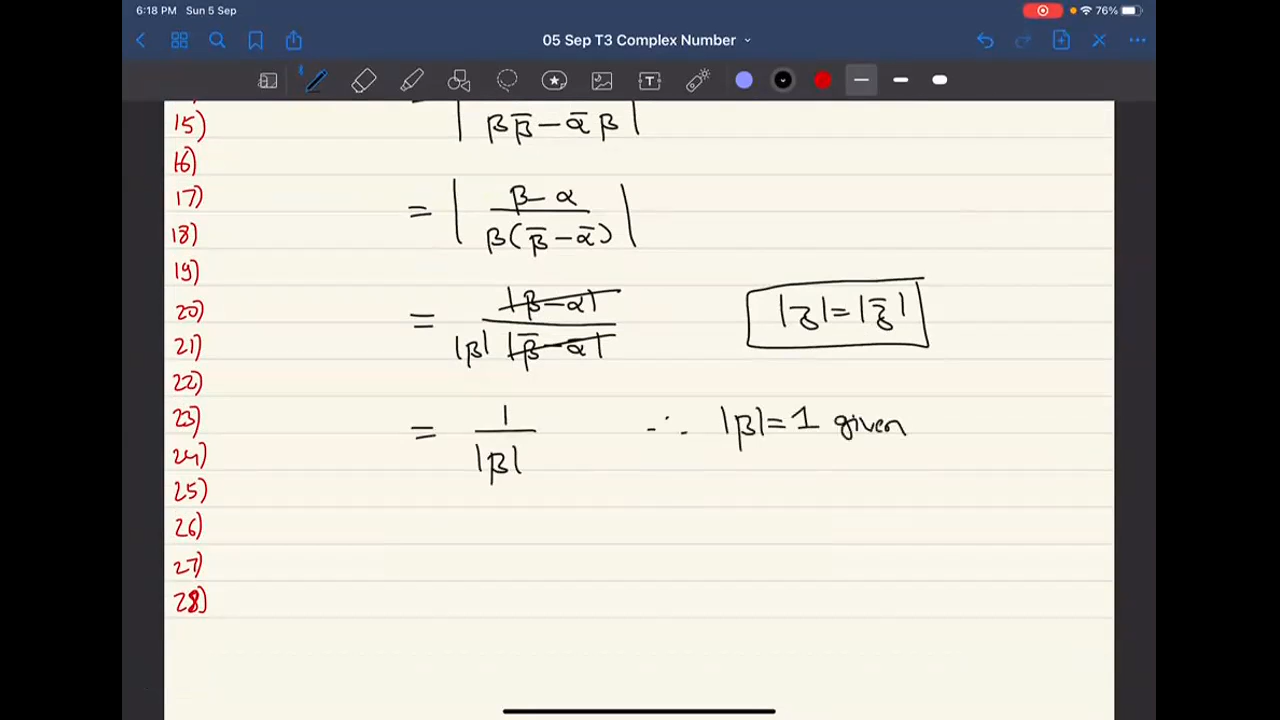 6:18 PM Sun 5 Sep 76%
05 Sep T3 Complex Number
T
15) | ββ̄ − ᾱβ |
16)
17) = | β − α
18) β(β̄ − ᾱ) |
19)
20) = |β − α| |z| = |z̄|
21) |β| |β̄ − ᾱ|
22)
23) = 1 ∴ |β| = 1 given
24) |β|
25)
26)
27)
28)